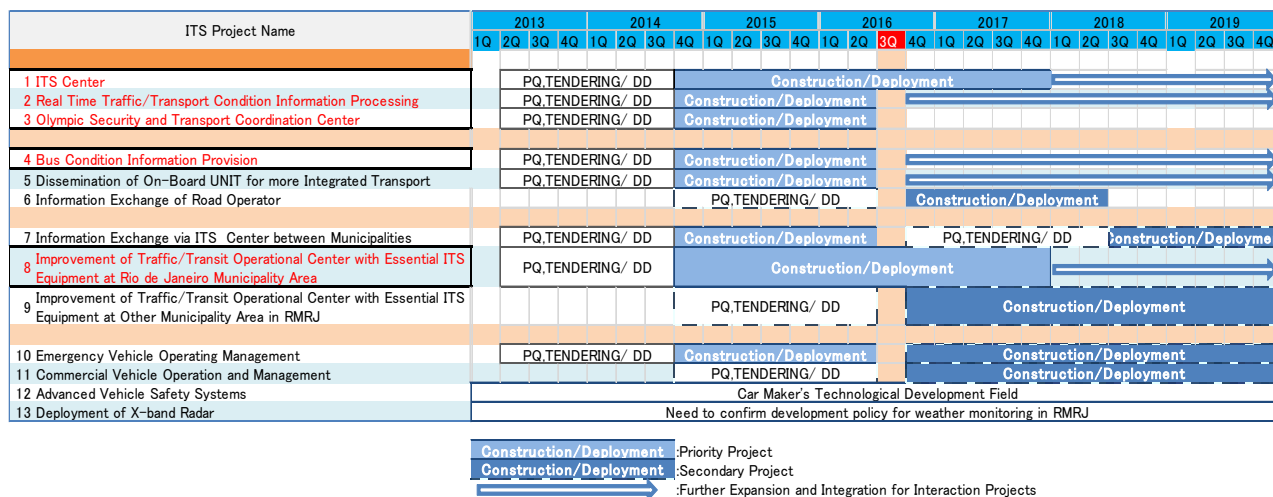 ITS Project Name
2013 2014 2015 2016 2017 2018 2019
1Q 2Q 3Q 4Q 1Q 2Q 3Q 4Q 1Q 2Q 3Q 4Q 1Q 2Q 3Q 4Q 1Q 2Q 3Q 4Q 1Q 2Q 3Q 4Q 1Q 2Q 3Q 4Q
1 ITS Center PQ,TENDERING/ DD Construction/Deployment
2 Real Time Traffic/Transport Condition Information Processing PQ,TENDERING/ DD Construction/Deployment
3 Olympic Security and Transport Coordination Center PQ,TENDERING/ DD Construction/Deployment
4 Bus Condition Information Provision PQ,TENDERING/ DD Construction/Deployment
5 Dissemination of On-Board UNIT for more Integrated Transport PQ,TENDERING/ DD Construction/Deployment
6 Information Exchange of Road Operator PQ,TENDERING/ DD Construction/Deployment
7 Information Exchange via ITS Center between Municipalities PQ,TENDERING/ DD Construction/Deployment PQ,TENDERING/ DD Construction/Deployme
8 Improvement of Traffic/Transit Operational Center with Essential ITS
Equipment at Rio de Janeiro Municipality Area PQ,TENDERING/ DD Construction/Deployment
9 Improvement of Traffic/Transit Operational Center with Essential ITS
Equipment at Other Municipality Area in RMRJ PQ,TENDERING/ DD Construction/Deployment
10 Emergency Vehicle Operating Management PQ,TENDERING/ DD Construction/Deployment Construction/Deployment
11 Commercial Vehicle Operation and Management PQ,TENDERING/ DD Construction/Deployment
12 Advanced Vehicle Safety Systems Car Maker's Technological Development Field
13 Deployment of X-band Radar Need to confirm development policy for weather monitoring in RMRJ
Construction/Deployment :Priority Project
Construction/Deployment :Secondary Project
:Further Expansion and Integration for Interaction Projects